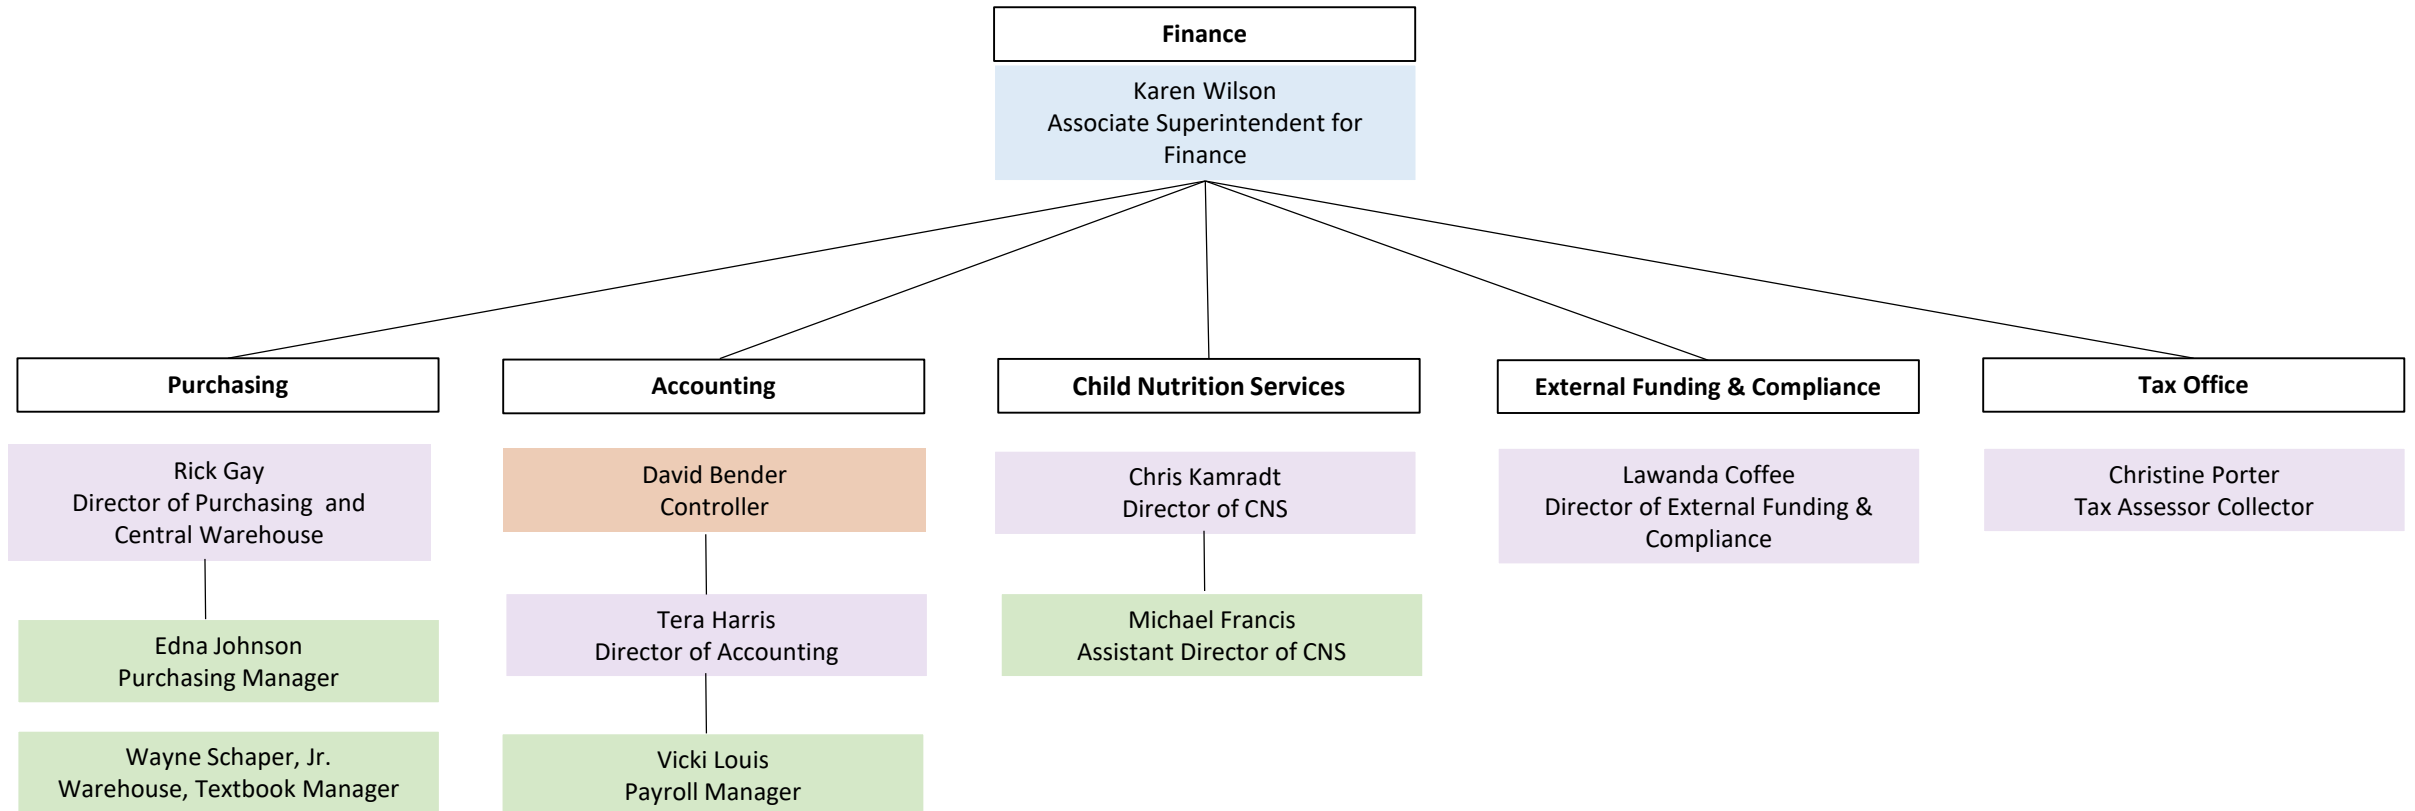 Finance
Karen Wilson
Associate Superintendent for
Finance
Purchasing
Rick Gay
Director of Purchasing and
Central Warehouse
Edna Johnson
Purchasing Manager
Wayne Schaper, Jr.
Warehouse, Textbook Manager
Accounting
David Bender
Controller
Tera Harris
Director of Accounting
Vicki Louis
Payroll Manager
Child Nutrition Services
Chris Kamradt
Director of CNS
Michael Francis
Assistant Director of CNS
External Funding & Compliance
Lawanda Coffee
Director of External Funding &
Compliance
Tax Office
Christine Porter
Tax Assessor Collector